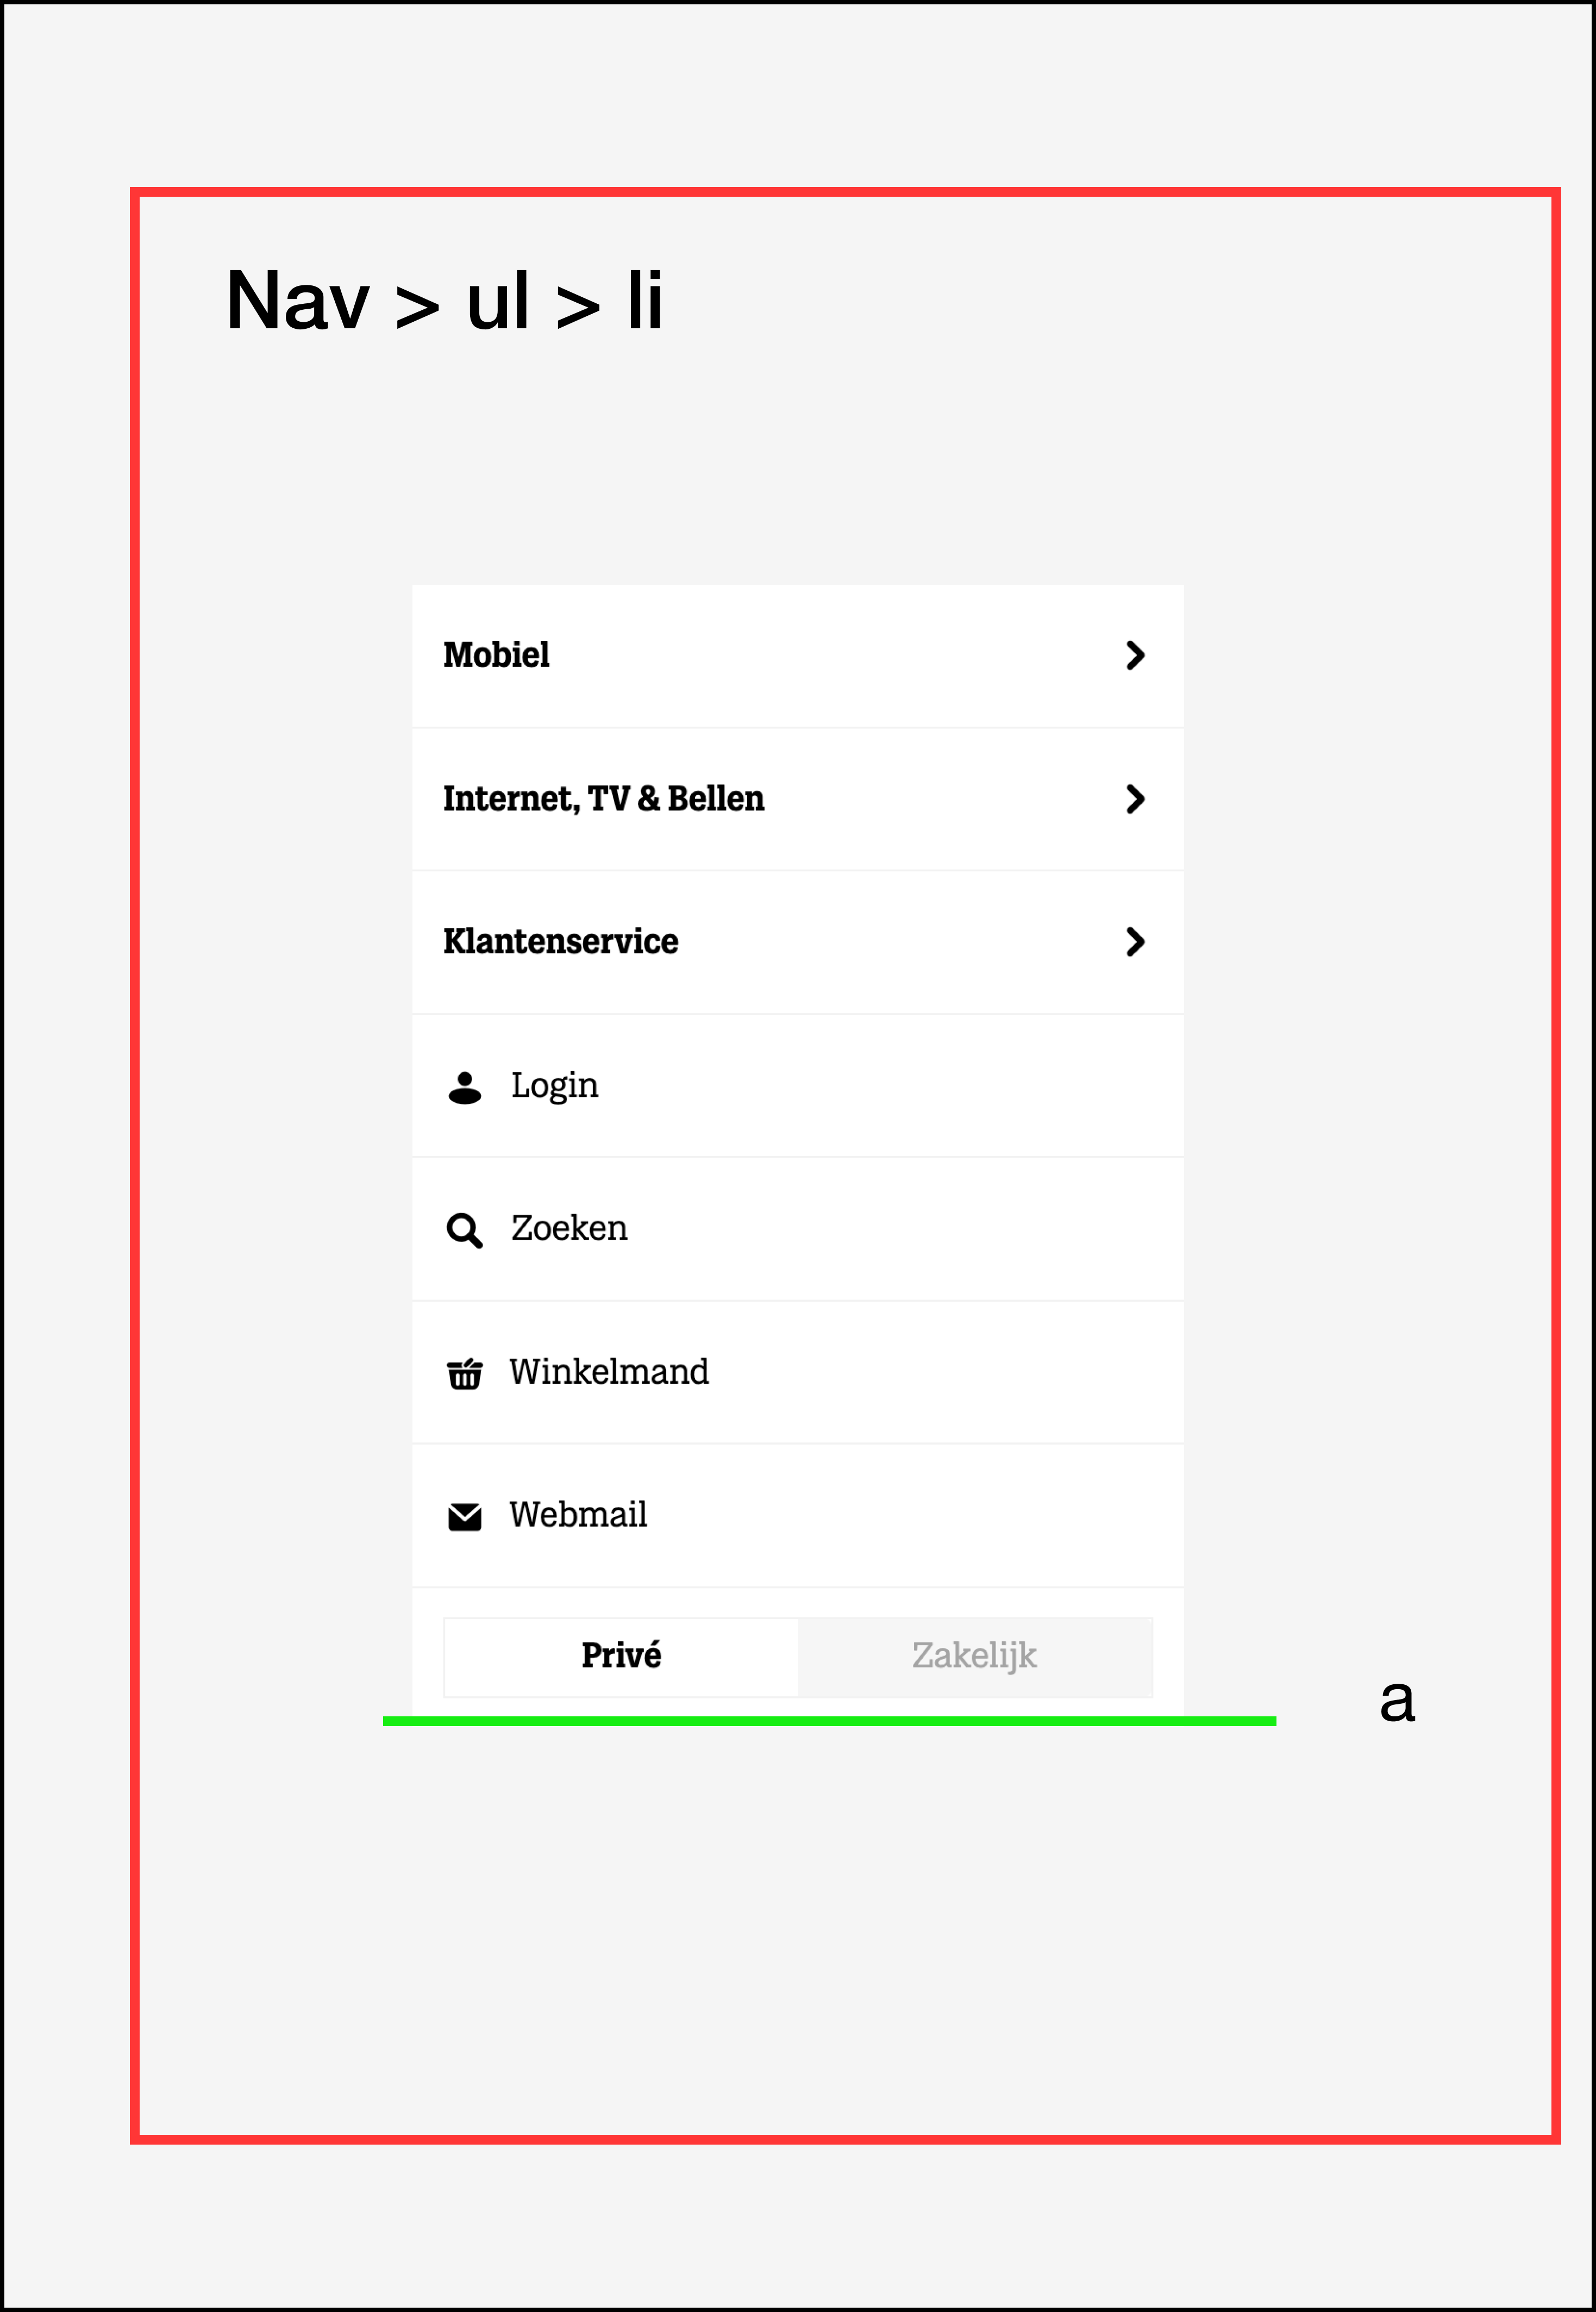 Nav > ul > li
Mobiel
Internet, TV & Bellen
Klantenservice
Login
Zoeken
Winkelmand
Webmail
Privé Zakelijk
a